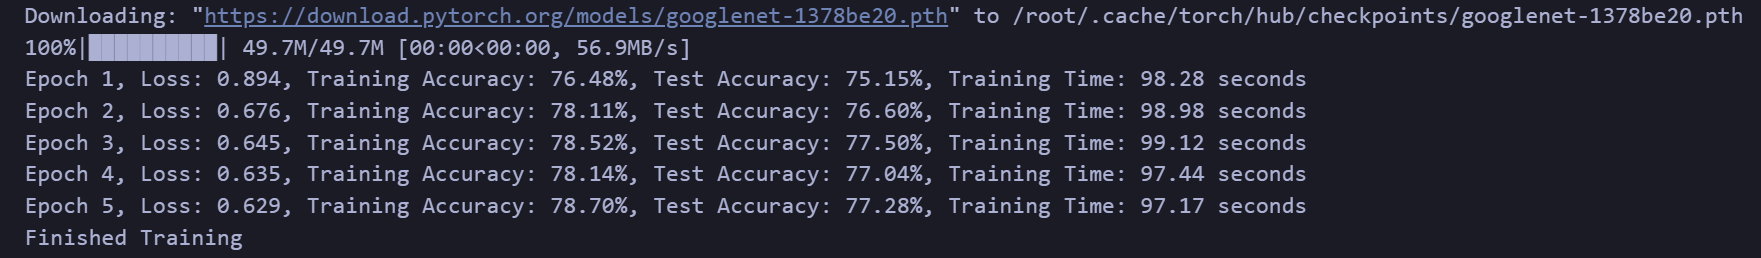 Downloading: "https://download.pytorch.org/models/googlenet-1378be20.pth" to /root/.cache/torch/hub/checkpoints/googlenet-1378be20.pth
100%|██████████| 49.7M/49.7M [00:00<00:00, 56.9MB/s]
Epoch 1, Loss: 0.894, Training Accuracy: 76.48%, Test Accuracy: 75.15%, Training Time: 98.28 seconds
Epoch 2, Loss: 0.676, Training Accuracy: 78.11%, Test Accuracy: 76.60%, Training Time: 98.98 seconds
Epoch 3, Loss: 0.645, Training Accuracy: 78.52%, Test Accuracy: 77.50%, Training Time: 99.12 seconds
Epoch 4, Loss: 0.635, Training Accuracy: 78.14%, Test Accuracy: 77.04%, Training Time: 97.44 seconds
Epoch 5, Loss: 0.629, Training Accuracy: 78.70%, Test Accuracy: 77.28%, Training Time: 97.17 seconds
Finished Training